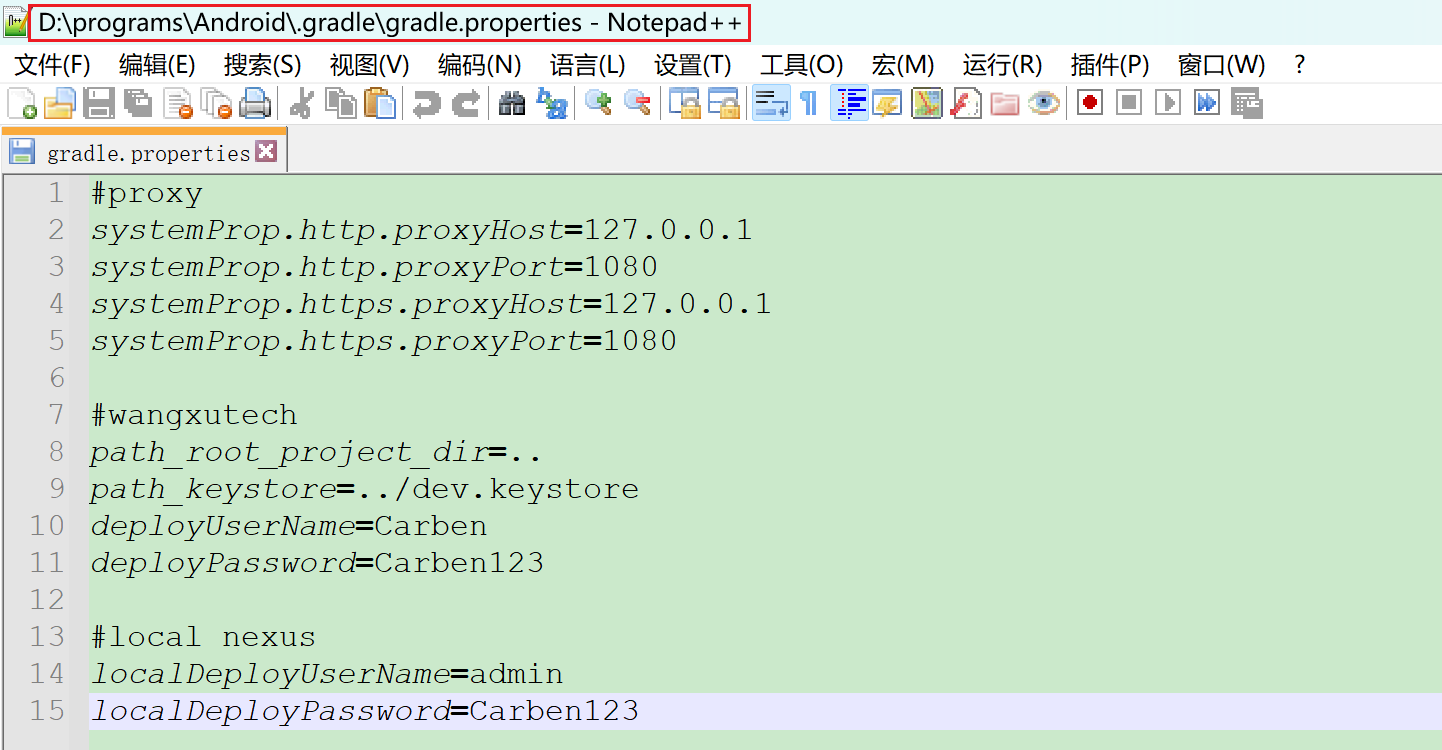 D:\programs\Android\.gradle\gradle.properties - Notepad++
文件(F) 编辑(E) 搜索(S) 视图(V) 编码(N) 语言(L) 设置(T) 工具(O) 宏(M) 运行(R) 插件(P) 窗口(W) ?
gradle.properties
1 #proxy
2 systemProp.http.proxyHost=127.0.0.1
3 systemProp.http.proxyPort=1080
4 systemProp.https.proxyHost=127.0.0.1
5 systemProp.https.proxyPort=1080
6
7 #wangxutech
8 path_root_project_dir=..
9 path_keystore=../dev.keystore
10 deployUserName=Carben
11 deployPassword=Carben123
12
13 #local nexus
14 localDeployUserName=admin
15 localDeployPassword=Carben123